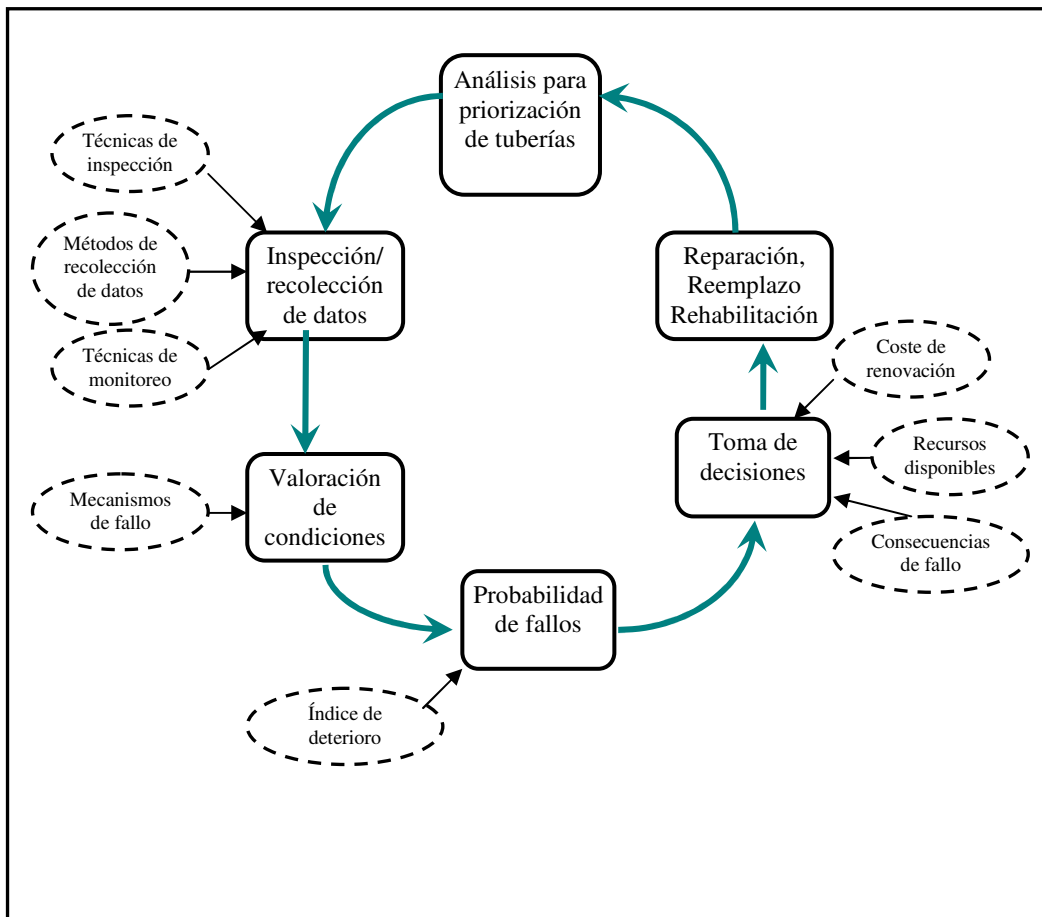 Análisis para
priorización
de tuberías
Técnicas de
inspección
Métodos de
recolección
de datos
Técnicas de
monitoreo
Inspección/
recolección
de datos
Reparación,
Reemplazo
Rehabilitación
Coste de
renovación
Toma de
decisiones
Recursos
disponibles
Consecuencias
de fallo
Mecanismos
de fallo
Valoración
de
condiciones
Probabilidad
de fallos
Índice de
deterioro